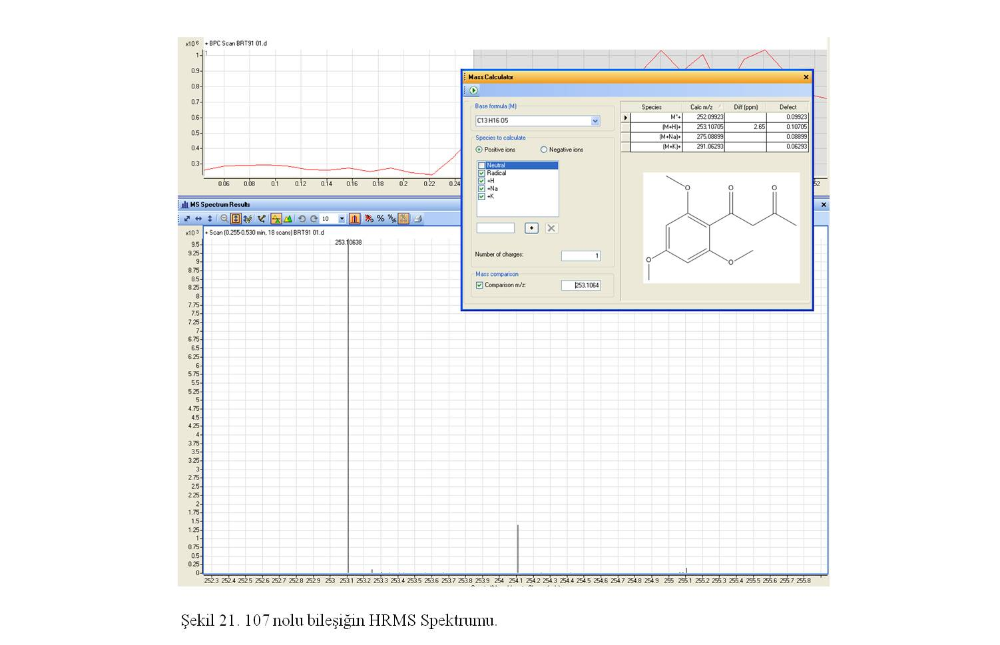 x10 6
+ BPC Scan BRT91 01.d
1
1
0.9
0.8
0.7
0.6
0.5
0.4
0.3
0.06 0.08 0.1 0.12 0.14 0.16 0.18 0.2 0.22 0.24 52
Mass Calculator
Base formula (M)
C13 H16 O5
Species to calculate
Positive ions Negative ions
Neutral
Radical
+H
+Na
+K
Number of charges: 1
Mass comparison
Comparison m/z: 253.1064
Species Calc m/z Diff (ppm) Defect
M*+ 252.09923 0.09923
(M+H)+ 253.10705 2.65 0.10705
(M+Na)+ 275.08899 0.08899
(M+K)+ 291.06293 0.06293
O O O
O O
MS Spectrum Results
10
x10 3
+ Scan (0.255-0.530 min, 18 scans) BRT91 01.d
253.10638
9.5
9.25
9
8.75
8.5
8.25
8
7.75
7.5
7.25
7
6.75
6.5
6.25
6
5.75
5.5
5.25
5
4.75
4.5
4.25
4
3.75
3.5
3.25
3
2.75
2.5
2.25
2
1.75
1.5
1.25
1
0.75
0.5
0.25
0
252.3 252.4 252.5 252.6 252.7 252.8 252.9 253 253.1 253.2 253.3 253.4 253.5 253.6 253.7 253.8 253.9 254 254.1 254.2 254.3 254.4 254.5 254.6 254.7 254.8 254.9 255 255.1 255.2 255.3 255.4 255.5 255.6 255.7 255.8
Şekil 21. 107 nolu bileşiğin HRMS Spektrumu.